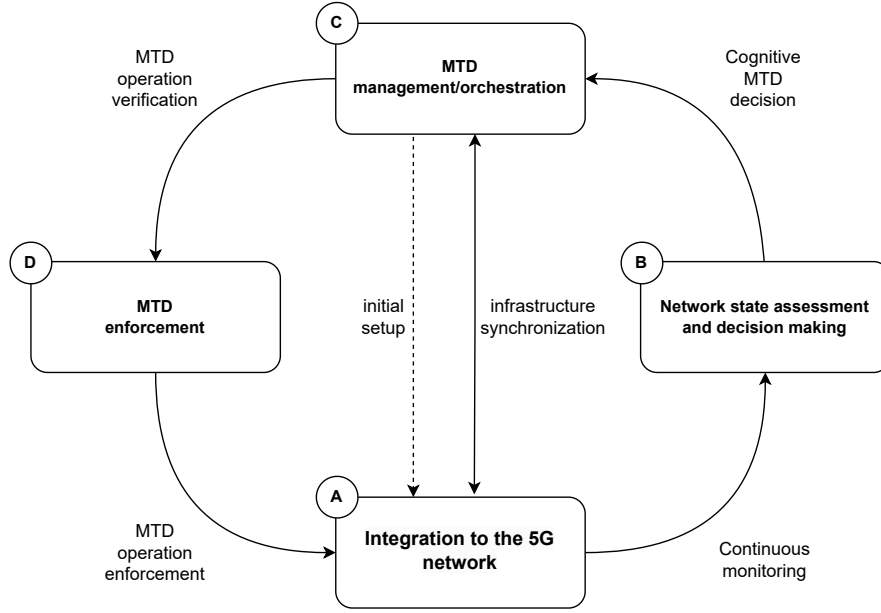 C
MTD
management/orchestration
MTD
operation
verification
Cognitive
MTD
decision
D
MTD
enforcement
initial
setup
infrastructure
synchronization
B
Network state assessment
and decision making
A
Integration to the 5G
network
MTD
operation
enforcement
Continuous
monitoring